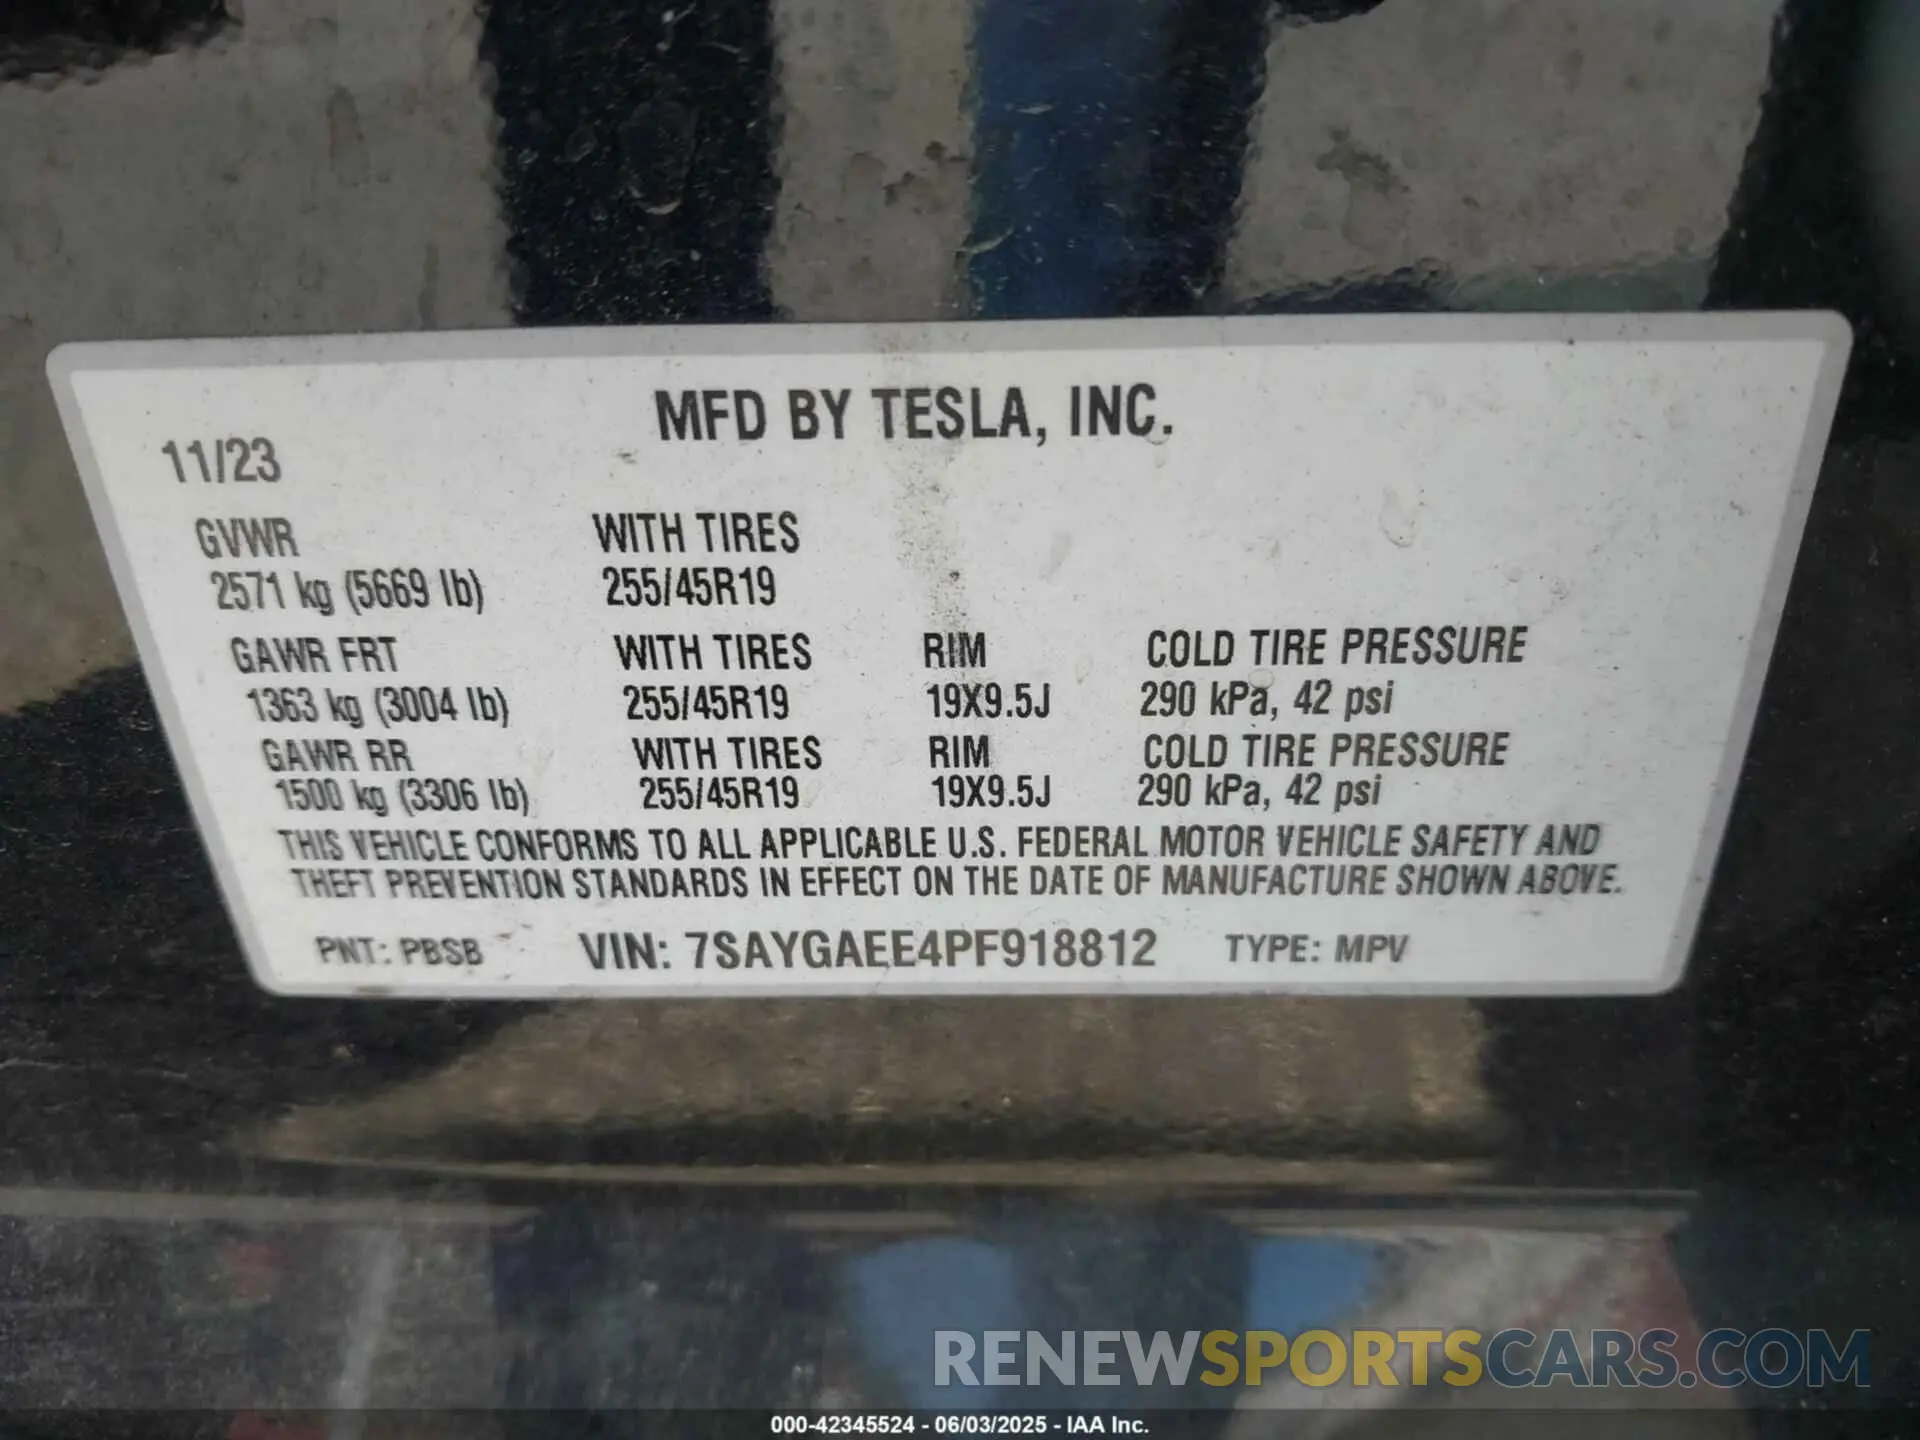 MFD BY TESLA, INC.
11/23
GVWR WITH TIRES
2571 kg (5669 lb) 255/45R19
GAWR FRT WITH TIRES RIM COLD TIRE PRESSURE
1363 kg (3004 lb) 255/45R19 19X9.5J 290 kPa, 42 psi
GAWR RR WITH TIRES RIM COLD TIRE PRESSURE
1500 kg (3306 lb) 255/45R19 19X9.5J 290 kPa, 42 psi
THIS VEHICLE CONFORMS TO ALL APPLICABLE U.S. FEDERAL MOTOR VEHICLE SAFETY AND
THEFT PREVENTION STANDARDS IN EFFECT ON THE DATE OF MANUFACTURE SHOWN ABOVE.
PNT: PBSB VIN: 7SAYGAEE4PF918812 TYPE: MPV
RENEWSPORTSCARS.COM
000-42345524 - 06/03/2025 - IAA Inc.